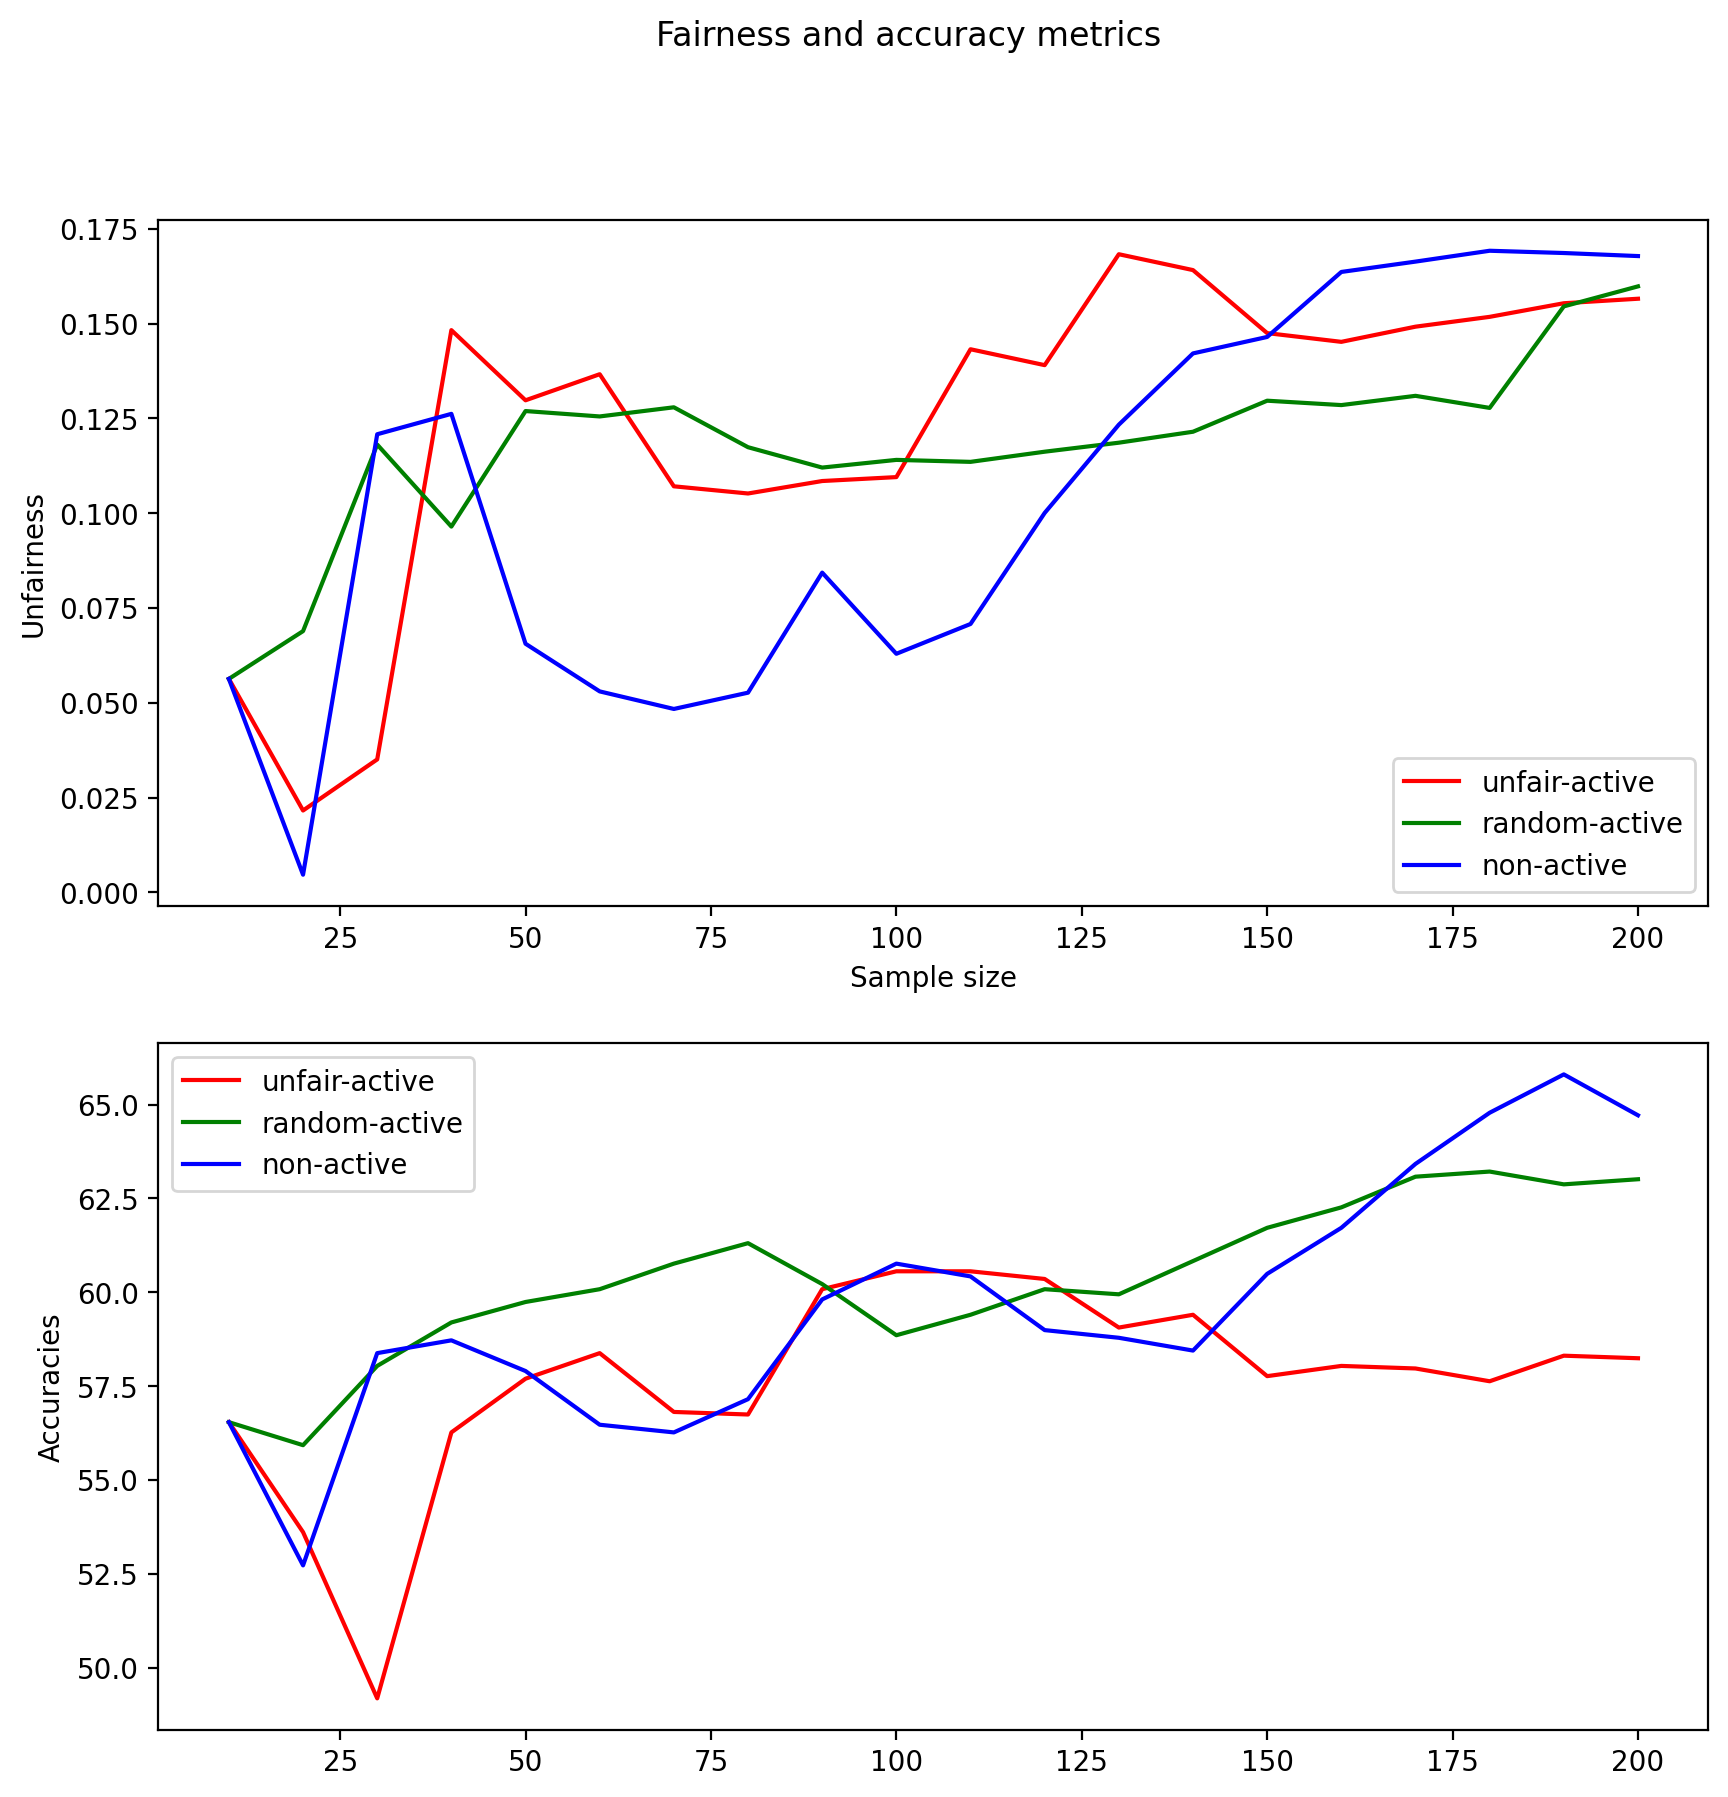 Fairness and accuracy metrics
0.175
0.150
0.125
0.100
0.075
0.050
0.025
0.000
Unfairness
unfair-active
random-active
non-active
25 50 75 100 125 150 175 200
Sample size
unfair-active
random-active
non-active
65.0
62.5
60.0
57.5
55.0
52.5
50.0
Accuracies
25 50 75 100 125 150 175 200